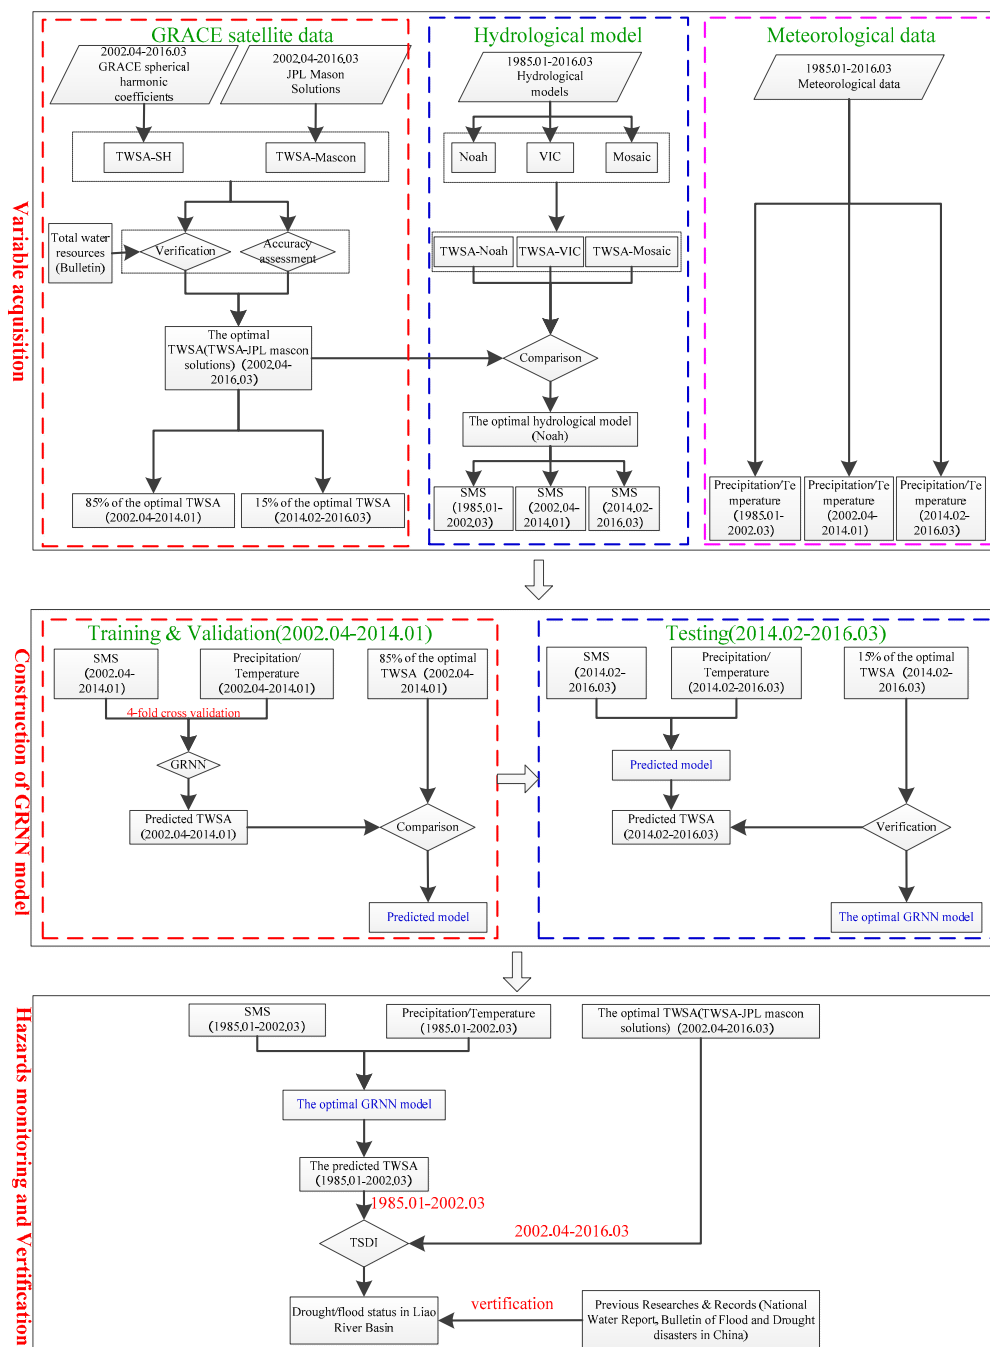 GRACE satellite data
Hydrological model
Meteorological data
2002.04-2016.03
GRACE spherical
harmonic
coefficients
2002.04-2016.03
JPL Mason
Solutions
1985.01-2016.03
Hydrological
models
1985.01-2016.03
Meteorological data
TWSA-SH
TWSA-Mascon
Noah
VIC
Mosaic
Variable acquisition
Total water
resources
(Bulletin)
Verification
Accuracy
assessment
TWSA-Noah
TWSA-VIC
TWSA-Mosaic
The optimal
TWSA(TWSA-JPL mascon
solutions) (2002.04-
2016.03)
Comparison
The optimal hydrological model
(Noah)
85% of the optimal TWSA
(2002.04-2014.01)
15% of the optimal TWSA
(2014.02-2016.03)
SMS
(1985.01-
2002.03)
SMS
(2002.04-
2014.01)
SMS
(2014.02-
2016.03)
Precipitation/Te
mperature
(1985.01-
2002.03)
Precipitation/Te
mperature
(2002.04-
2014.01)
Precipitation/Te
mperature
(2014.02-
2016.03)
Construction of GRNN model
Training & Validation(2002.04-2014.01)
Testing(2014.02-2016.03)
SMS
(2002.04-
2014.01)
Precipitation/
Temperature
(2002.04-2014.01)
85% of the optimal
TWSA (2002.04-
2014.01)
SMS
(2014.02-
2016.03)
Precipitation/
Temperature
(2014.02-2016.03)
15% of the optimal
TWSA (2014.02-
2016.03)
4-fold cross validation
GRNN
Predicted TWSA
(2002.04-2014.01)
Comparison
Predicted model
Predicted model
Predicted TWSA
(2014.02-2016.03)
Verification
The optimal GRNN model
Hazards monitoring and Vertification
SMS
(1985.01-2002.03)
Precipitation/Temperature
(1985.01-2002.03)
The optimal TWSA(TWSA-JPL mascon
solutions) (2002.04-2016.03)
The optimal GRNN model
The predicted TWSA
(1985.01-2002.03)
1985.01-2002.03
2002.04-2016.03
TSDI
Drought/flood status in Liao
River Basin
vertification
Previous Researches & Records (National
Water Report, Bulletin of Flood and Drought
disasters in China)